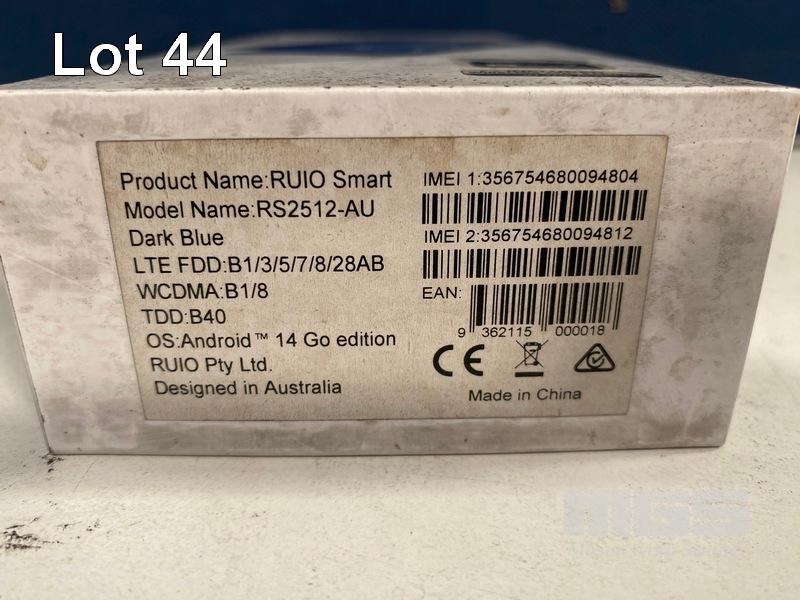 Lot 44
Product Name:RUIO Smart
Model Name:RS2512-AU
Dark Blue
LTE FDD:B1/3/5/7/8/28AB
WCDMA:B1/8
TDD:B40
OS:Android™ 14 Go edition
RUIO Pty Ltd.
Designed in Australia
IMEI 1:356754680094804
IMEI 2:356754680094812
EAN:
9 362115 000018
CE
Made in China
MGS